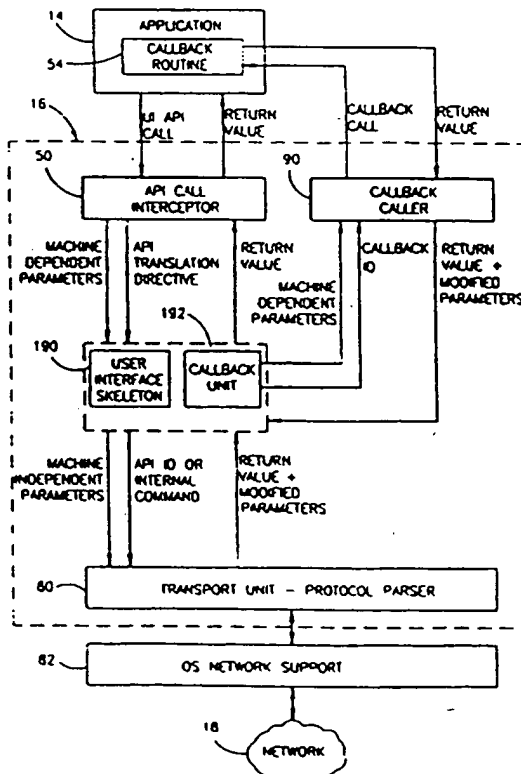 14
APPLICATION
54
CALLBACK
ROUTINE
16
UI API
CALL
RETURN
VALUE
CALLBACK
CALL
RETURN
VALUE
50
API CALL
INTERCEPTOR
90
CALLBACK
CALLER
MACHINE
DEPENDENT
PARAMETERS
API
TRANSLATION
DIRECTIVE
RETURN
VALUE
MACHINE
DEPENDENT
PARAMETERS
CALLBACK
ID
RETURN
VALUE +
MODIFIED
PARAMETERS
190
USER
INTERFACE
SKELETON
192
CALLBACK
UNIT
MACHINE
INDEPENDENT
PARAMETERS
API ID OR
INTERNAL
COMMAND
RETURN
VALUE +
MODIFIED
PARAMETERS
60
TRANSPORT UNIT - PROTOCOL PARSER
62
OS NETWORK SUPPORT
18
NETWORK